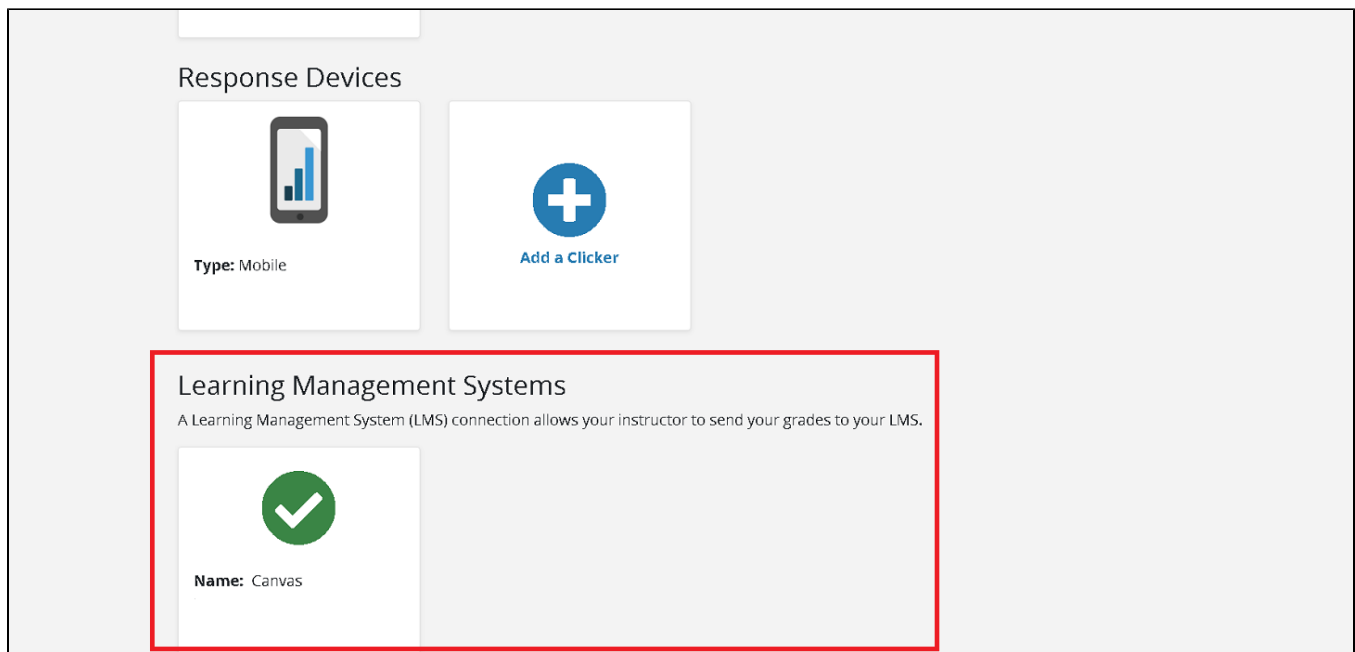 Response Devices
Type: Mobile
Add a Clicker
Learning Management Systems
A Learning Management System (LMS) connection allows your instructor to send your grades to your LMS.
Name: Canvas